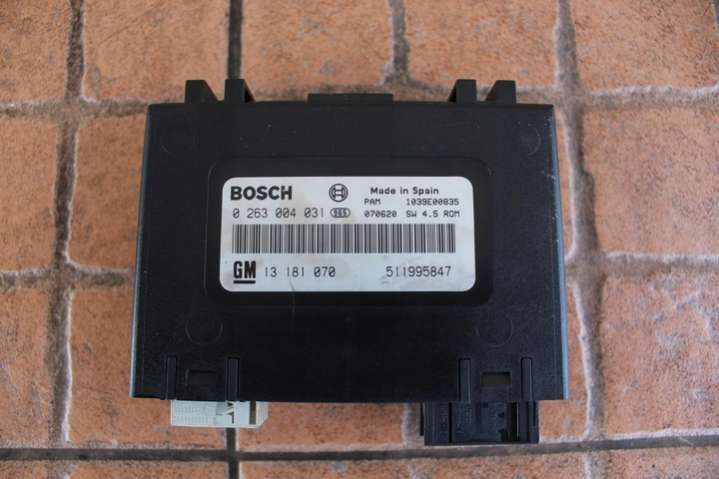 BOSCH Made in Spain
PAM 1039E00835
0 263 004 031 070620 SW 4.5 ROM
GM 13 181 070 511995847